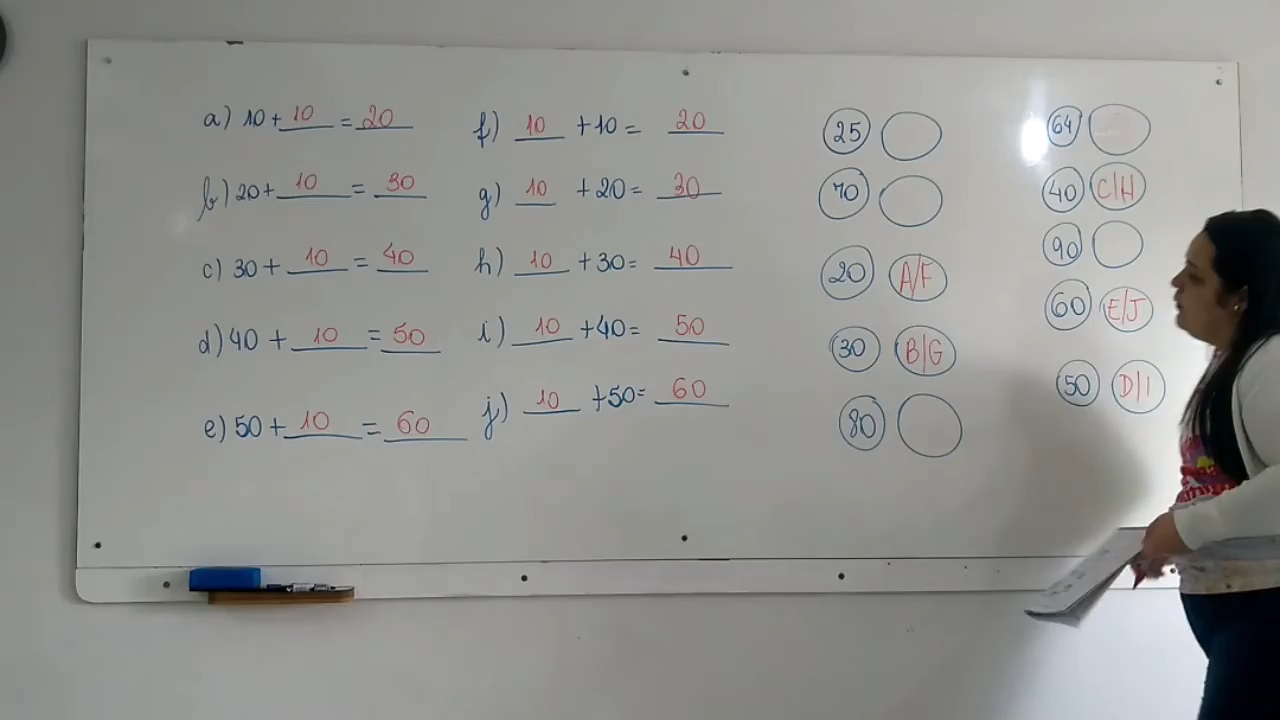 a) 10 + 10 = 20
b) 20 + 10 = 30
c) 30 + 10 = 40
d) 40 + 10 = 50
e) 50 + 10 = 60
f) 10 + 10 = 20
g) 10 + 20 = 30
h) 10 + 30 = 40
i) 10 + 40 = 50
j) 10 + 50 = 60
25
70
20 A/F
30 B/G
80
64
40 C/H
90
60 E/J
50 D/I